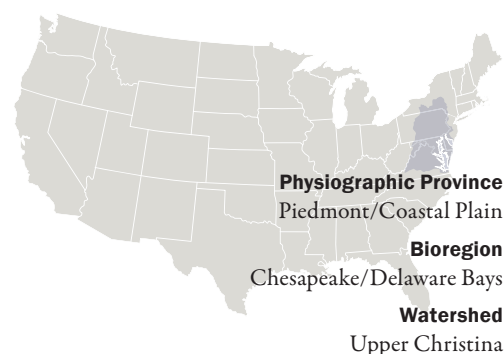 Physiographic Province
Piedmont/Coastal Plain
Bioregion
Chesapeake/Delaware Bays
Watershed
Upper Christina